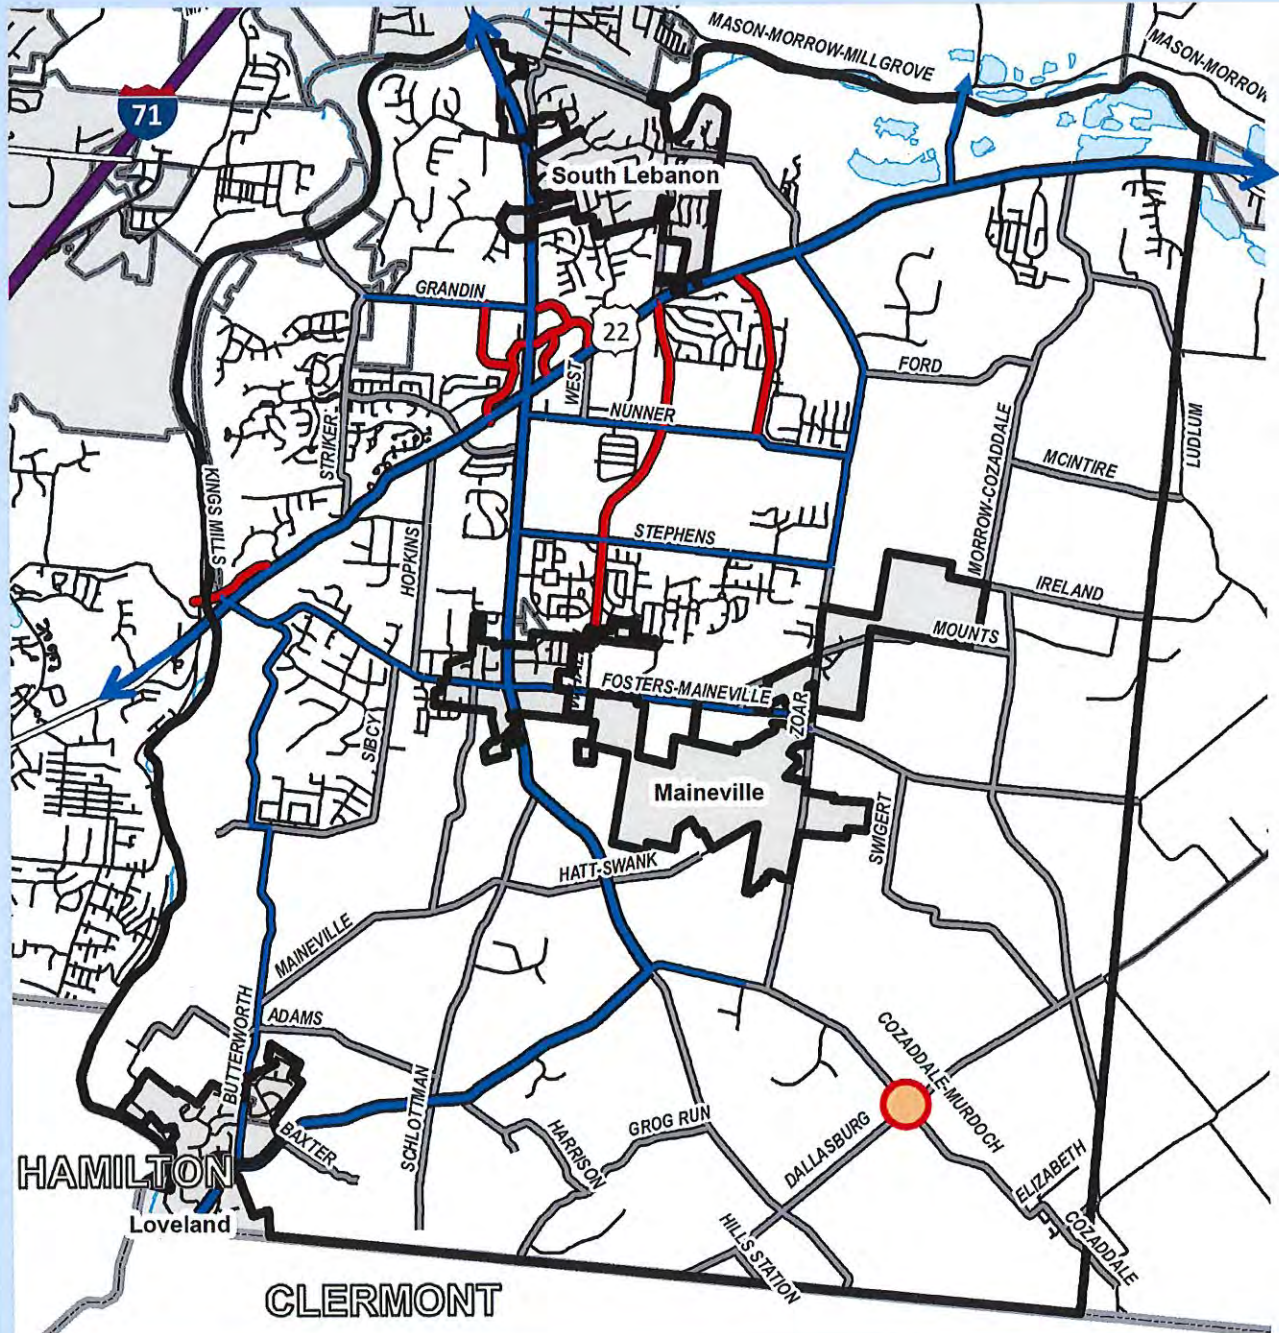 MASON-MORROW-MILLGROVE
MASON-MORROW
71
South Lebanon
GRANDIN
22
WEST
FORD
NUNNER
STRIKER
MORROW-COZADDALE
LUDLUM
MCINTIRE
KINGS MILLS
STEPHENS
HOPKINS
IRELAND
MOUNTS
FOSTERS-MAINEVILLE
ZOAR
SIBCY
Maineville
SWIGERT
HATT-SWANK
MAINEVILLE
BUTTERWORTH
ADAMS
COZADDALE-MURDOCH
SCHLOTTMAN
GROG RUN
DALLASBURG
BAXTER
HARRISON
ELIZABETH
HAMILTON
Loveland
COZADDALE
HILLS STATION
CLERMONT